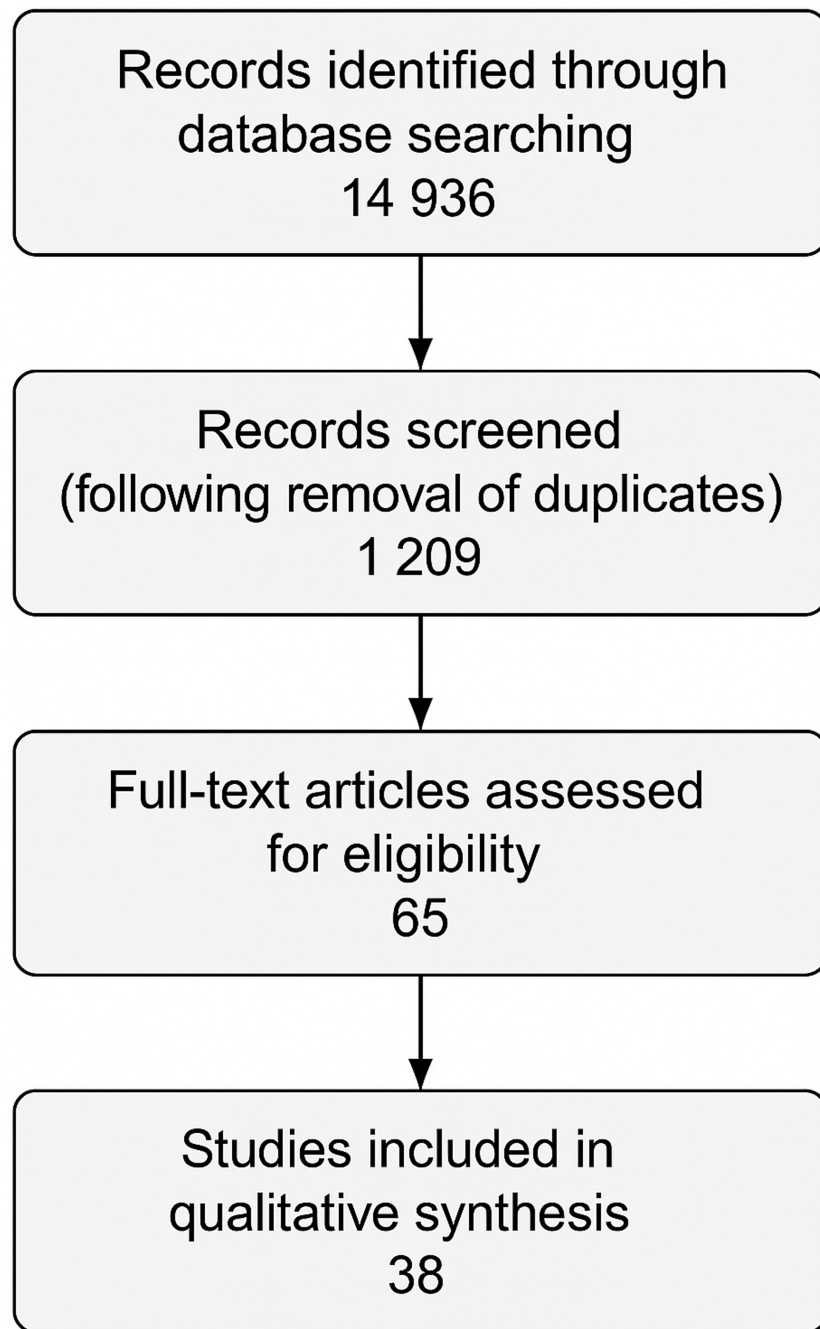 Records identified through
database searching
14 936
Records screened
(following removal of duplicates)
1 209
Full-text articles assessed
for eligibility
65
Studies included in
qualitative synthesis
38